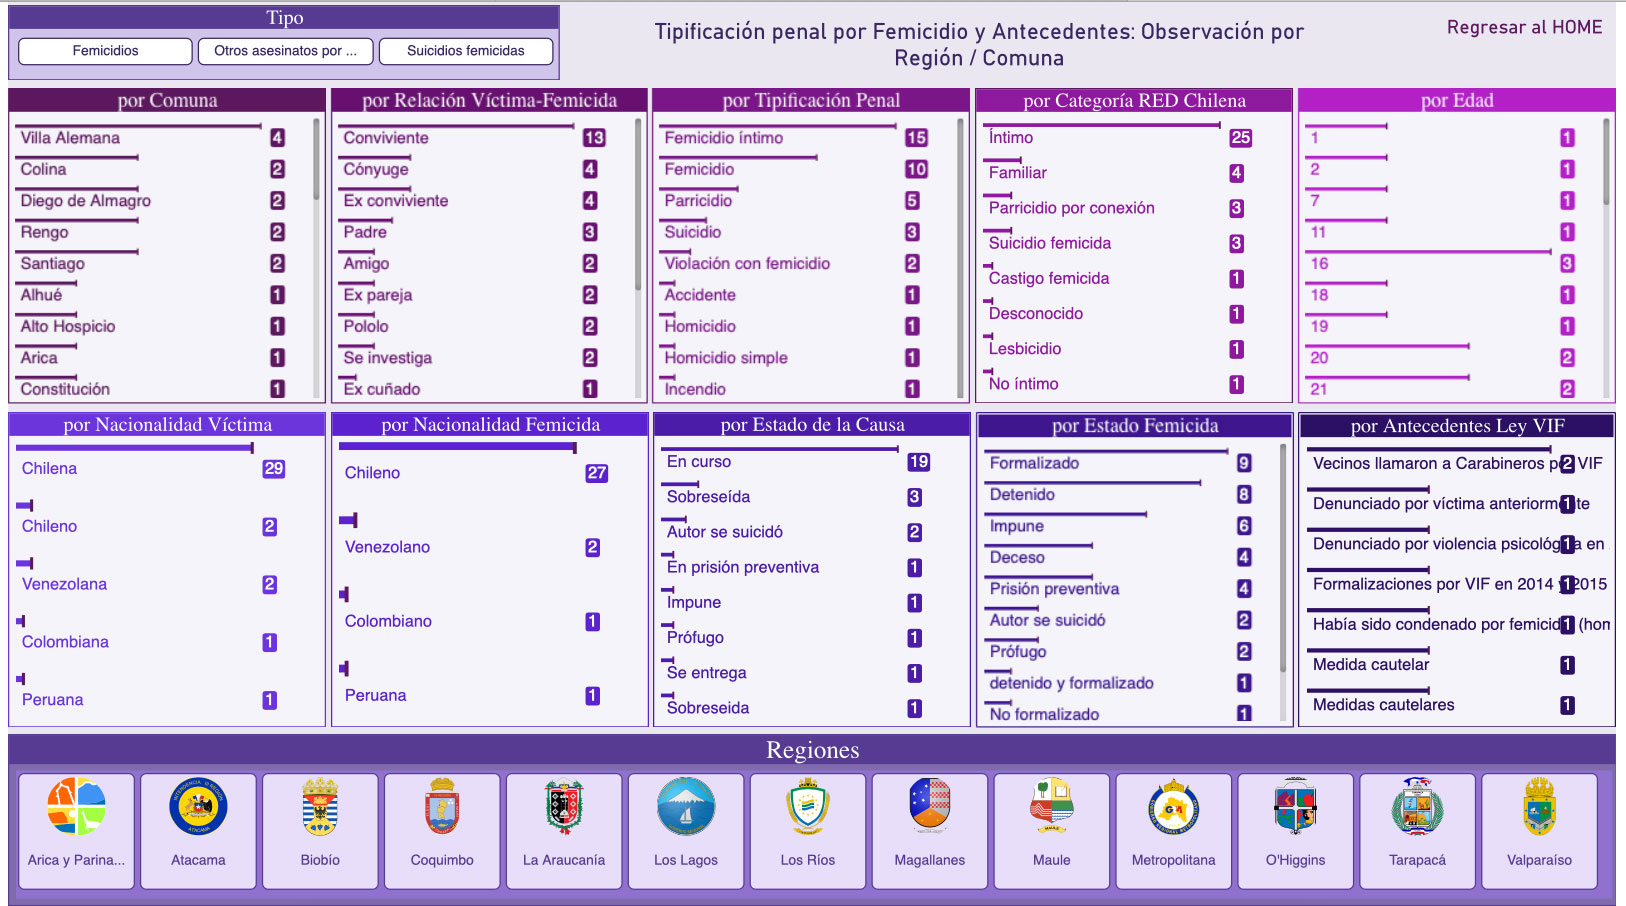 Tipo
Femicidios
Otros asesinatos por ...
Suicidios femicidas
Tipificación penal por Femicidio y Antecedentes: Observación por
Región / Comuna
Regresar al HOME
por Comuna
Villa Alemana 4
Colina 2
Diego de Almagro 2
Rengo 2
Santiago 2
Alhué 1
Alto Hospicio 1
Arica 1
Constitución 1
por Relación Víctima-Femicida
Conviviente 13
Cónyuge 4
Ex conviviente 4
Padre 3
Amigo 2
Ex pareja 2
Pololo 2
Se investiga 2
Ex cuñado 1
por Tipificación Penal
Femicidio íntimo 15
Femicidio 10
Parricidio 5
Suicidio 3
Violación con femicidio 2
Accidente 1
Homicidio 1
Homicidio simple 1
Incendio 1
por Categoría RED Chilena
Íntimo 25
Familiar 4
Parricidio por conexión 3
Suicidio femicida 3
Castigo femicida 1
Desconocido 1
Lesbicidio 1
No íntimo 1
por Edad
1 1
2 1
7 1
11 1
16 3
18 1
19 1
20 2
21 2
por Nacionalidad Víctima
Chilena 29
Chileno 2
Venezolana 2
Colombiana 1
Peruana 1
por Nacionalidad Femicida
Chileno 27
Venezolano 2
Colombiano 1
Peruana 1
por Estado de la Causa
En curso 19
Sobreseída 3
Autor se suicidó 2
En prisión preventiva 1
Impune 1
Prófugo 1
Se entrega 1
Sobreseida 1
por Estado Femicida
Formalizado 9
Detenido 8
Impune 6
Deceso 4
Prisión preventiva 4
Autor se suicidó 2
Prófugo 2
detenido y formalizado 1
No formalizado 1
por Antecedentes Ley VIF
Vecinos llamaron a Carabineros por VIF 2
Denunciado por víctima anteriormente 1
Denunciado por violencia psicológica en 1
Formalizaciones por VIF en 2014 y 2015 1
Había sido condenado por femicidio (hom 1
Medida cautelar 1
Medidas cautelares 1
Regiones
Arica y Parina...
Atacama
Biobío
Coquimbo
La Araucanía
Los Lagos
Los Ríos
Magallanes
Maule
Metropolitana
O'Higgins
Tarapacá
Valparaíso